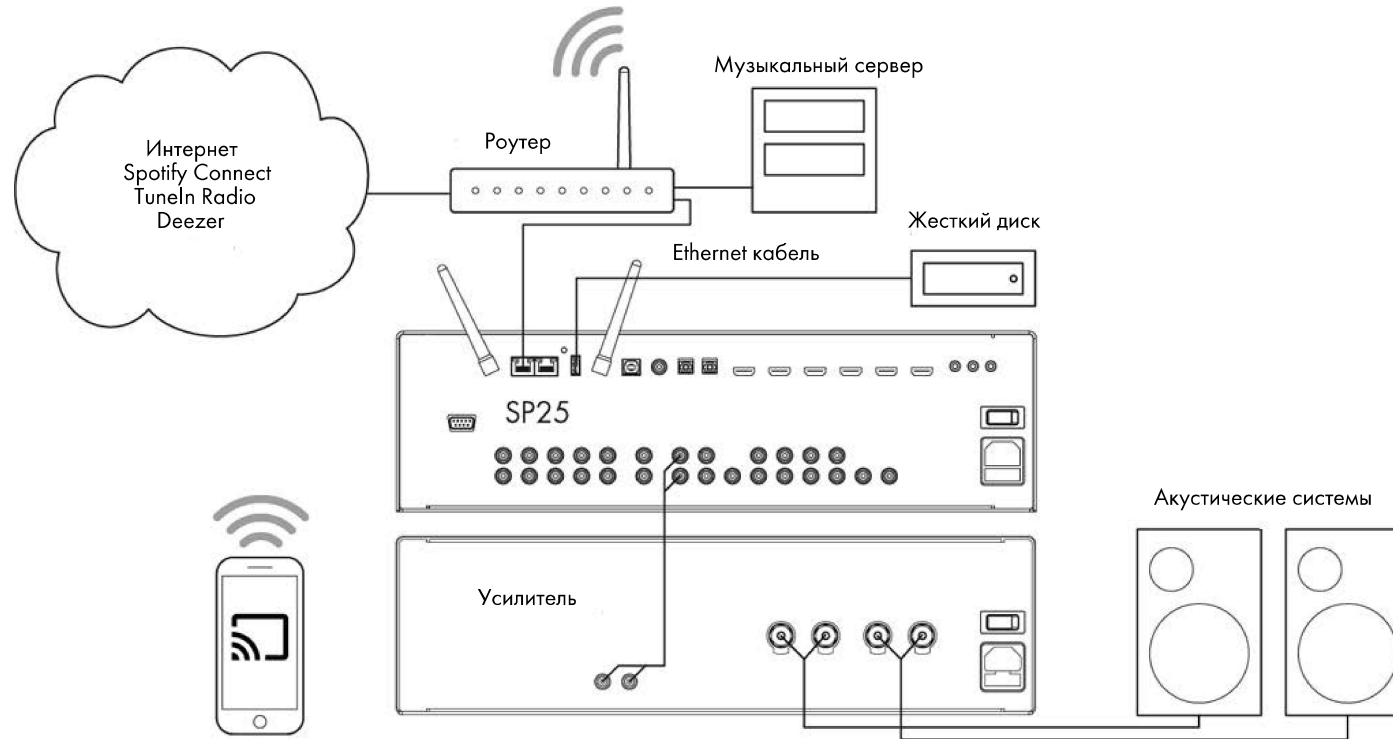 Музыкальный сервер
Роутер
Интернет
Spotify Connect
TuneIn Radio
Deezer
Жесткий диск
Ethernet кабель
SP25
Акустические системы
Усилитель